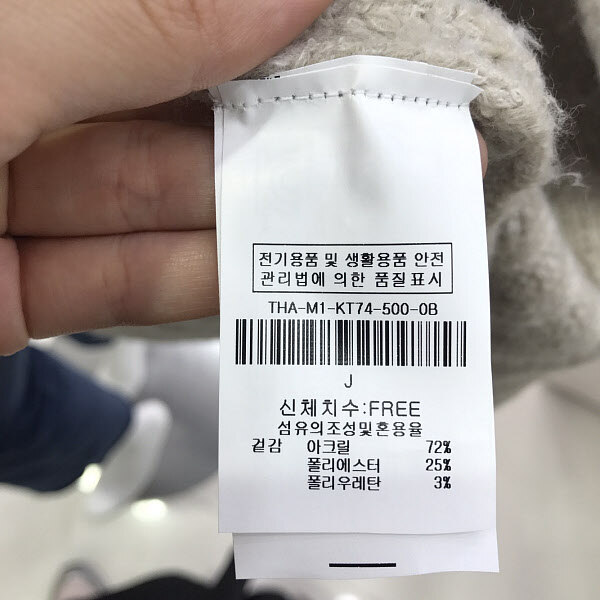 전기용품 및 생활용품 안전
관리법에 의한 품질표시
THA-M1-KT74-500-0B
J
신체치수:FREE
섬유의조성및혼용율
겉감 아크릴 72%
폴리에스터 25%
폴리우레탄 3%